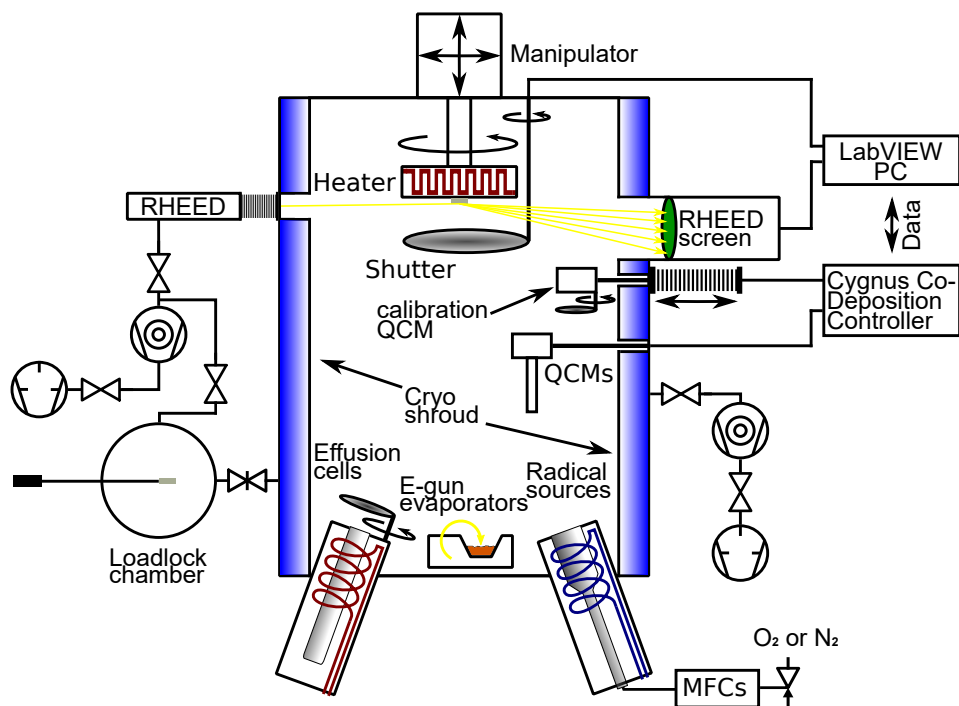 Manipulator
LabVIEW
PC
Heater
RHEED
RHEED
screen
Data
Shutter
calibration
QCM
Cygnus Co-
Deposition
Controller
QCMs
Cryo
shroud
Effusion
cells
E-gun
evaporators
Radical
sources
Loadlock
chamber
O₂ or N₂
MFCs